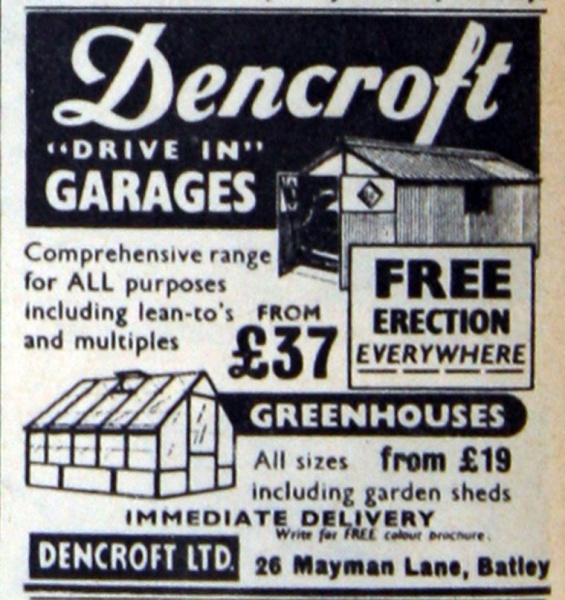 Dencroft
"DRIVE IN"
GARAGES
Comprehensive range
for ALL purposes
including lean-to's
and multiples
FROM
£37
FREE
ERECTION
EVERYWHERE
GREENHOUSES
All sizes from £19
including garden sheds
IMMEDIATE DELIVERY
Write for FREE colour brochure.
DENCROFT LTD.
26 Mayman Lane, Batley